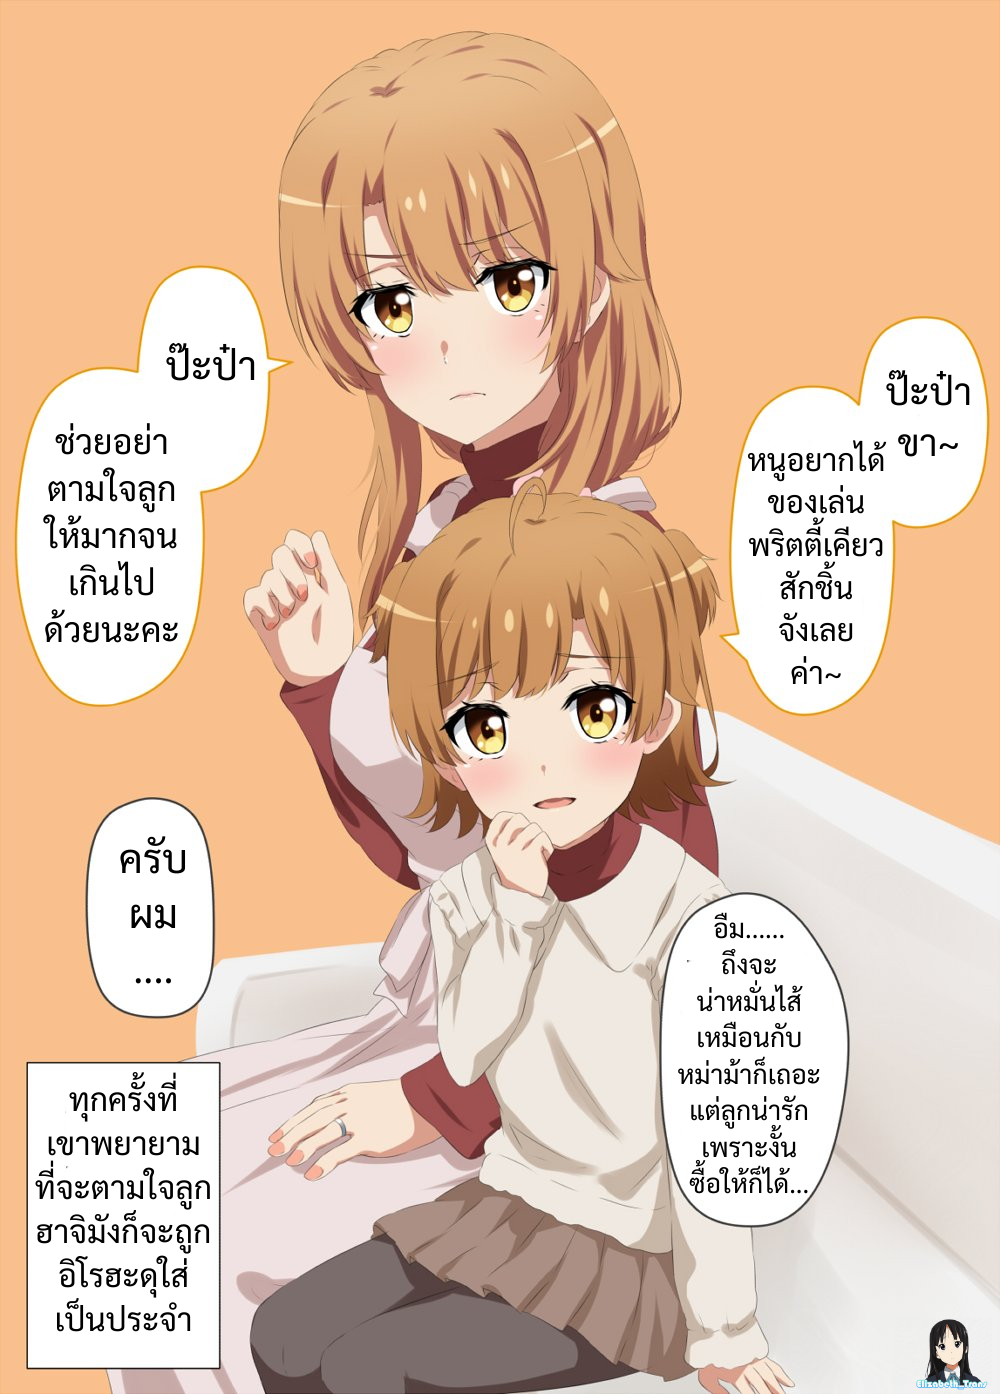 ป๊ะป๋า
ขา~
หนูอยากได้
ของเล่น
พริตตี้เคียว
สักชิ้น
จังเลย
ค่า~
อืม......
ถึงจะ
น่าหมั่นไส้
เหมือนกับ
หม่าม้าก็เถอะ
แต่ลูกน่ารัก
เพราะงั้น
ซื้อให้ก็ได้...
ป๊ะป๋า
ช่วยอย่า
ตามใจลูก
ให้มากจน
เกินไป
ด้วยนะคะ
ครับ
ผม
....
ทุกครั้งที่
เขาพยายาม
ที่จะตามใจลูก
ฮาจิมังก็จะถูก
อิโรฮะดุใส่
เป็นประจำ
Elizabeth_Trans